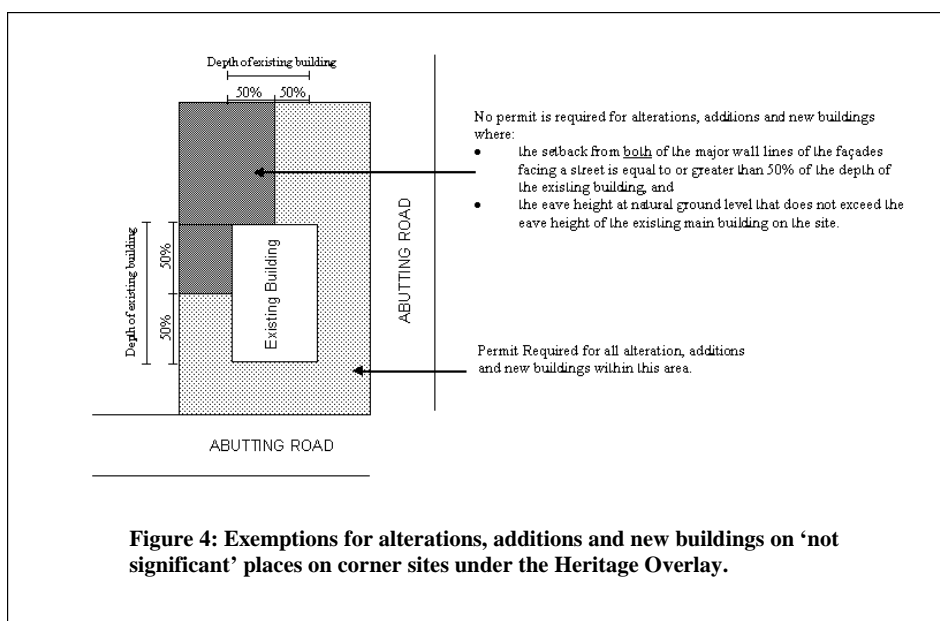 Depth of existing building
50% 50%
No permit is required for alterations, additions and new buildings
where:
• the setback from both of the major wall lines of the façades
facing a street is equal to or greater than 50% of the depth of
the existing building, and
• the eave height at natural ground level that does not exceed the
eave height of the existing main building on the site.
Depth of existing building
50%
50%
Existing Building
ABUTTING ROAD
Permit Required for all alteration, additions
and new buildings within this area.
ABUTTING ROAD
Figure 4: Exemptions for alterations, additions and new buildings on ‘not
significant’ places on corner sites under the Heritage Overlay.